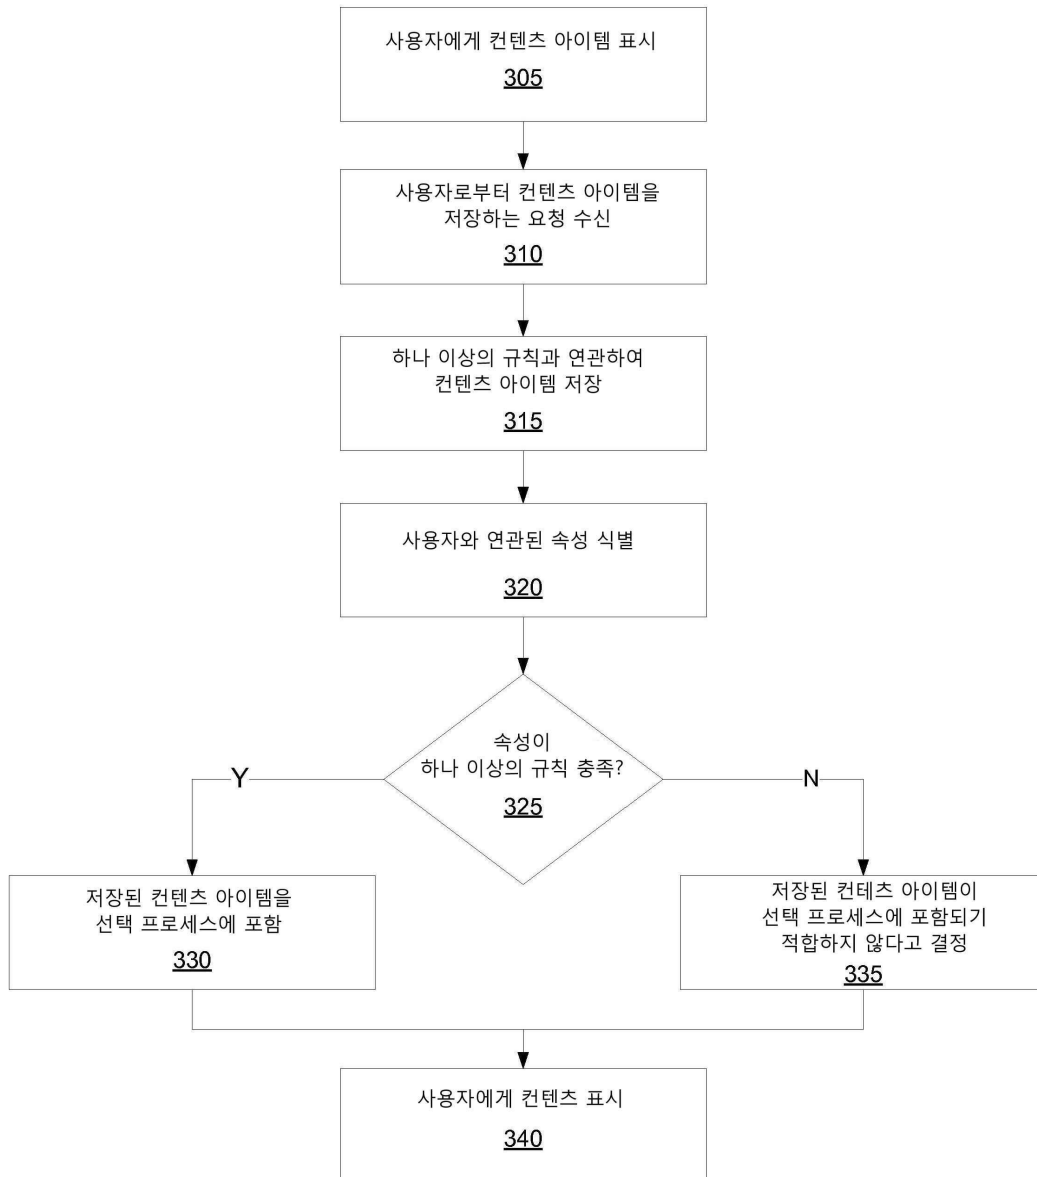 사용자에게 컨텐츠 아이템 표시
305
사용자로부터 컨텐츠 아이템을
저장하는 요청 수신
310
하나 이상의 규칙과 연관하여
컨텐츠 아이템 저장
315
사용자와 연관된 속성 식별
320
속성이
하나 이상의 규칙 충족?
325
Y
N
저장된 컨텐츠 아이템을
선택 프로세스에 포함
330
저장된 컨테츠 아이템이
선택 프로세스에 포함되기
적합하지 않다고 결정
335
사용자에게 컨텐츠 표시
340